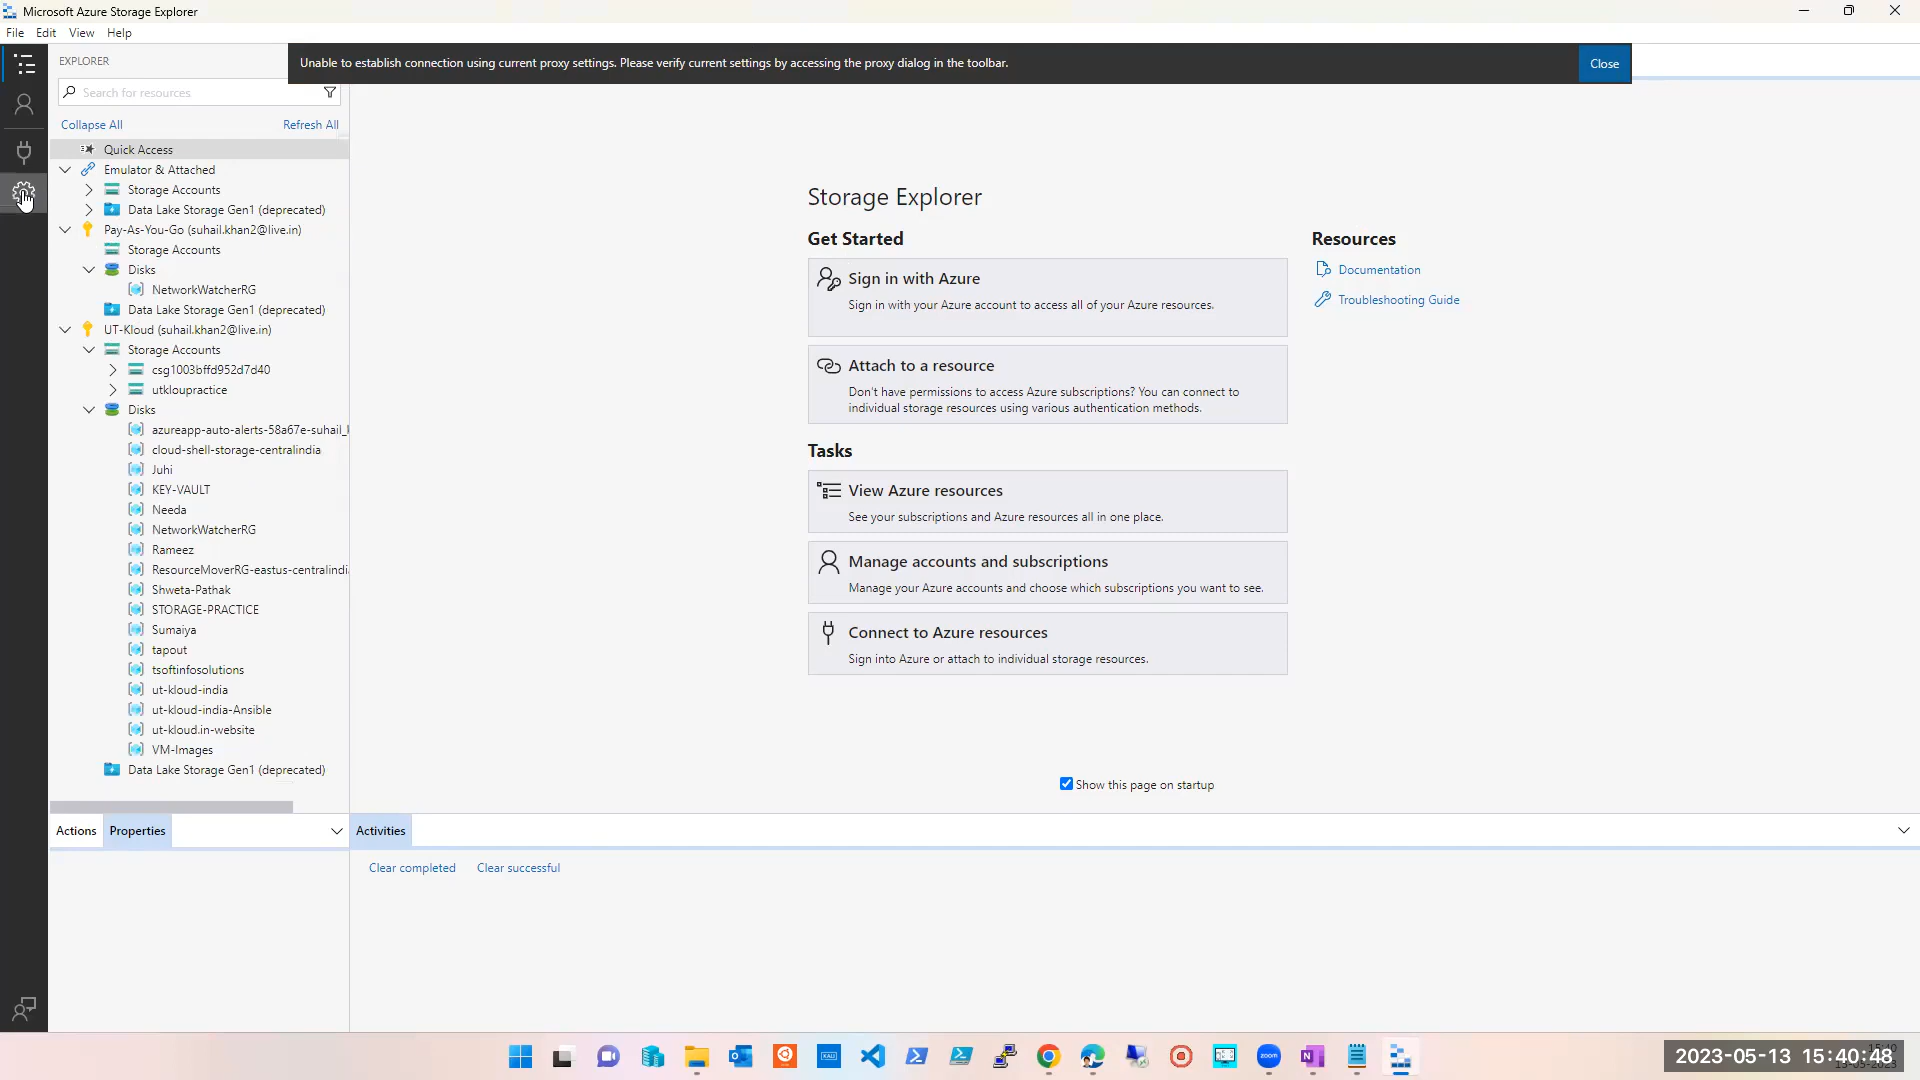 Microsoft Azure Storage Explorer
File Edit View Help
EXPLORER
Unable to establish connection using current proxy settings. Please verify current settings by accessing the proxy dialog in the toolbar.
Close
Search for resources
Collapse All
Refresh All
Quick Access
Emulator & Attached
Storage Accounts
Data Lake Storage Gen1 (deprecated)
Pay-As-You-Go (suhail.khan2@live.in)
Storage Accounts
Disks
NetworkWatcherRG
Data Lake Storage Gen1 (deprecated)
UT-Kloud (suhail.khan2@live.in)
Storage Accounts
csg1003bffd952d7d40
utkloupractice
Disks
azureapp-auto-alerts-58a67e-suhail_
cloud-shell-storage-centralindia
Juhi
KEY-VAULT
Needa
NetworkWatcherRG
Rameez
ResourceMoverRG-eastus-centralindi
Shweta-Pathak
STORAGE-PRACTICE
Sumaiya
tapout
tsoftinfosolutions
ut-kloud-india
ut-kloud-india-Ansible
ut-kloud.in-website
VM-Images
Data Lake Storage Gen1 (deprecated)
Storage Explorer
Get Started
Sign in with Azure
Sign in with your Azure account to access all of your Azure resources.
Attach to a resource
Don't have permissions to access Azure subscriptions? You can connect to
individual storage resources using various authentication methods.
Tasks
View Azure resources
See your subscriptions and Azure resources all in one place.
Manage accounts and subscriptions
Manage your Azure accounts and choose which subscriptions you want to see.
Connect to Azure resources
Sign into Azure or attach to individual storage resources.
Resources
Documentation
Troubleshooting Guide
Show this page on startup
Actions
Properties
Activities
Clear completed
Clear successful
zoom
2023-05-13 15:40:48